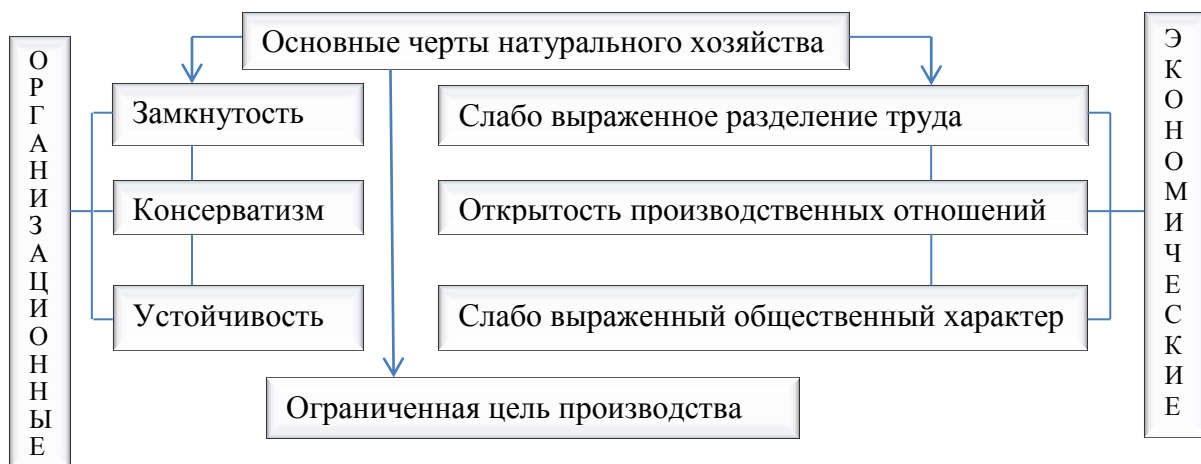 Основные черты натурального хозяйства
ОРГАНИЗАЦИОННЫЕ
Замкнутость
Консерватизм
Устойчивость
Слабо выраженное разделение труда
Открытость производственных отношений
Слабо выраженный общественный характер
ЭКОНОМИЧЕСКИЕ
Ограниченная цель производства